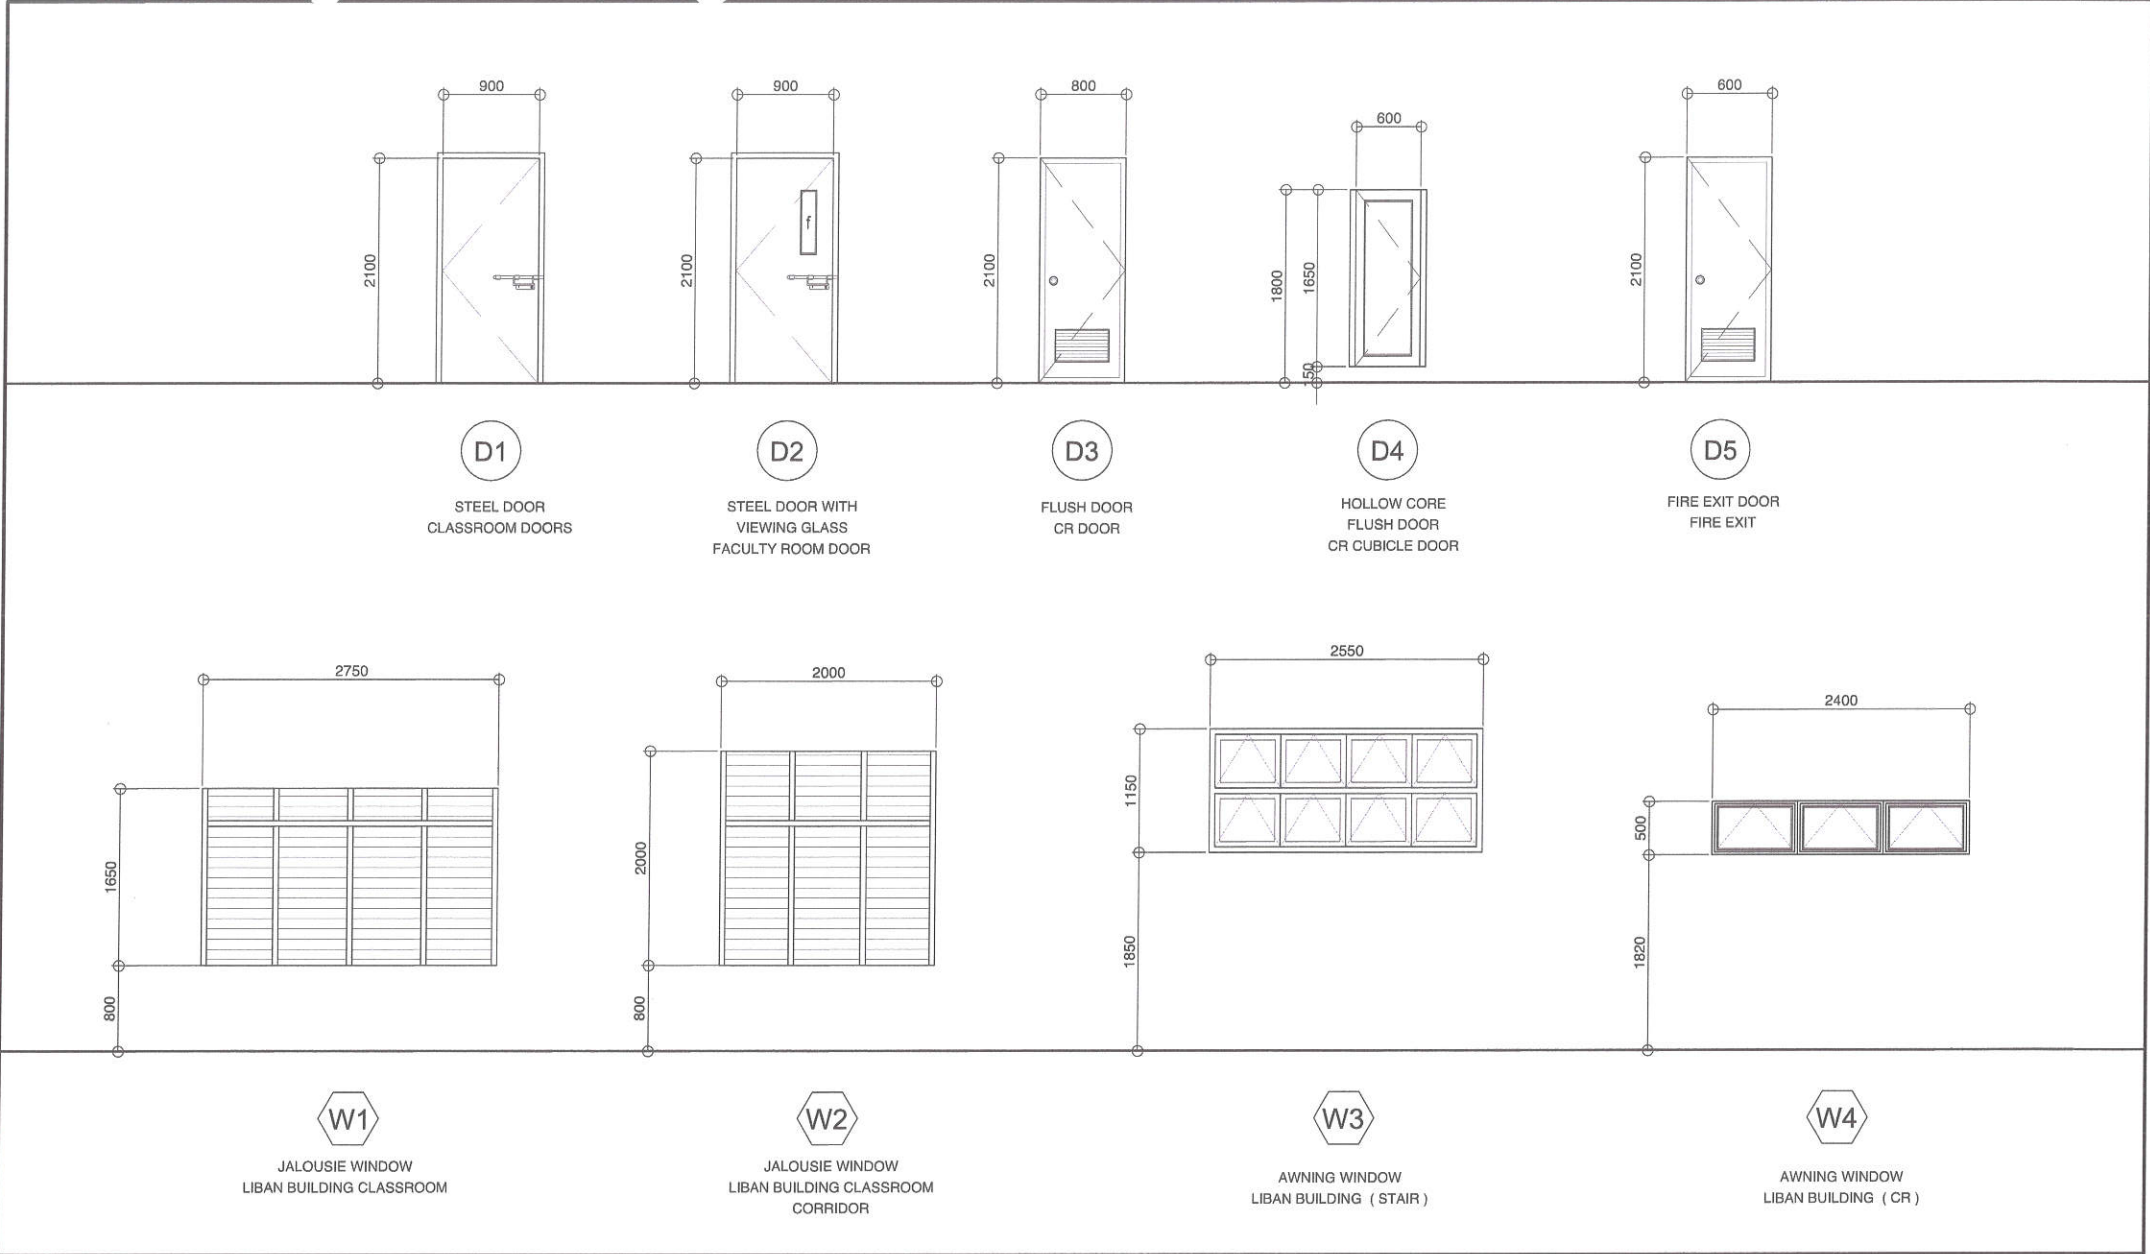 900
900
800
600
600
2100
2100
2100
1800
1650
150
2100
f
D1
D2
D3
D4
D5
STEEL DOOR
CLASSROOM DOORS
STEEL DOOR WITH
VIEWING GLASS
FACULTY ROOM DOOR
FLUSH DOOR
CR DOOR
HOLLOW CORE
FLUSH DOOR
CR CUBICLE DOOR
FIRE EXIT DOOR
FIRE EXIT
2750
2000
2550
2400
1650
800
2000
800
1150
1850
500
1820
W1
W2
W3
W4
JALOUSIE WINDOW
LIBAN BUILDING CLASSROOM
JALOUSIE WINDOW
LIBAN BUILDING CLASSROOM
CORRIDOR
AWNING WINDOW
LIBAN BUILDING ( STAIR )
AWNING WINDOW
LIBAN BUILDING ( CR )